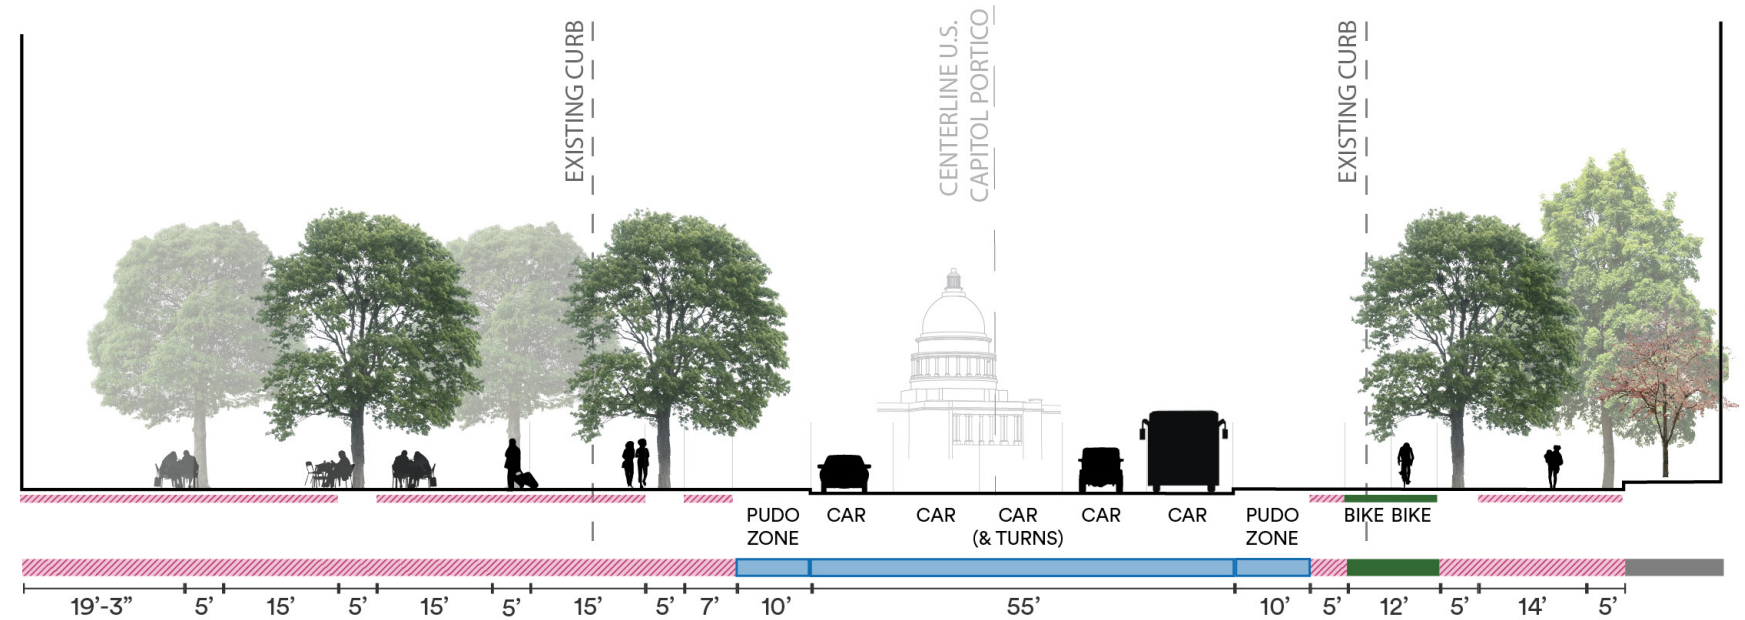 EXISTING CURB
CENTERLINE U.S.
CAPITOL PORTICO
EXISTING CURB
PUDO
ZONE
CAR
CAR
CAR
(& TURNS)
CAR
CAR
PUDO
ZONE
BIKE BIKE
19'-3” 5’ 15’ 5’ 15’ 5’ 15’ 5’ 7’ 10’ 55’ 10’ 5’ 12’ 5’ 14’ 5’